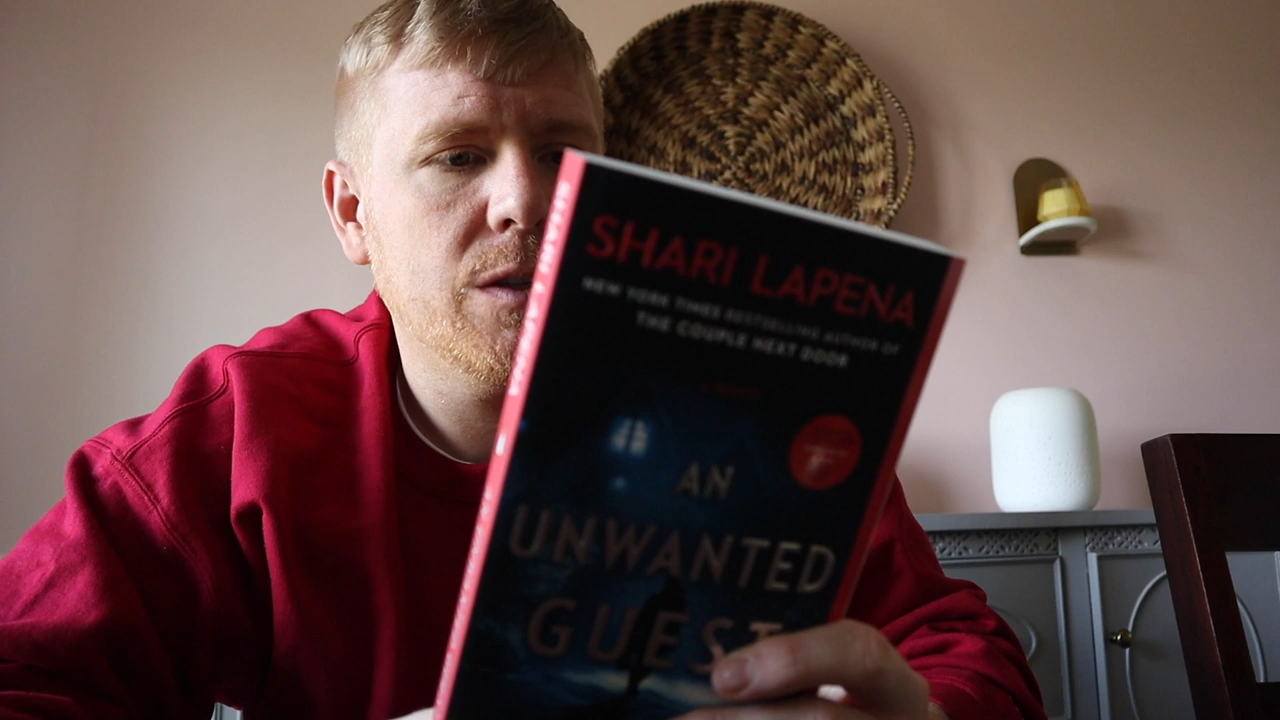 SHARI LAPENA
NEW YORK TIMES BESTSELLING AUTHOR OF
THE COUPLE NEXT DOOR
AN
UNWANTED
GUEST